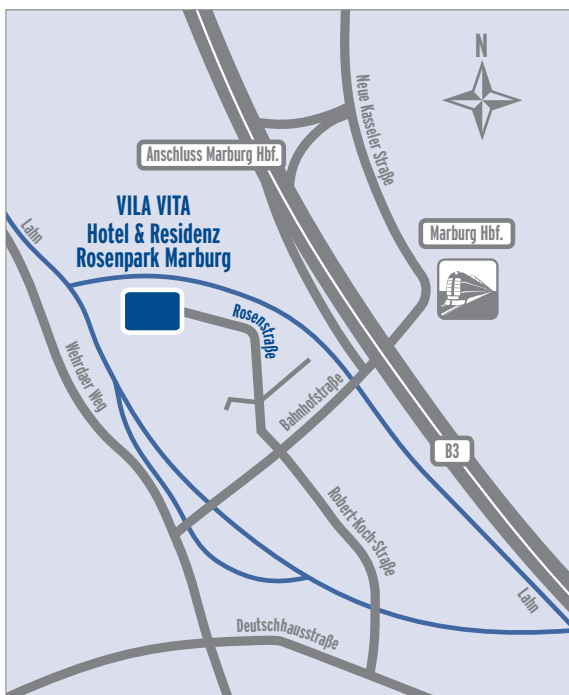 N
Neue Kasseler Straße
Anschluss Marburg Hbf.
VILA VITA
Hotel & Residenz
Rosenpark Marburg
Lahn
Marburg Hbf.
Rosenstraße
Wehrdaer Weg
Bahnhofstraße
B3
Robert-Koch-Straße
Lahn
Deutschhausstraße